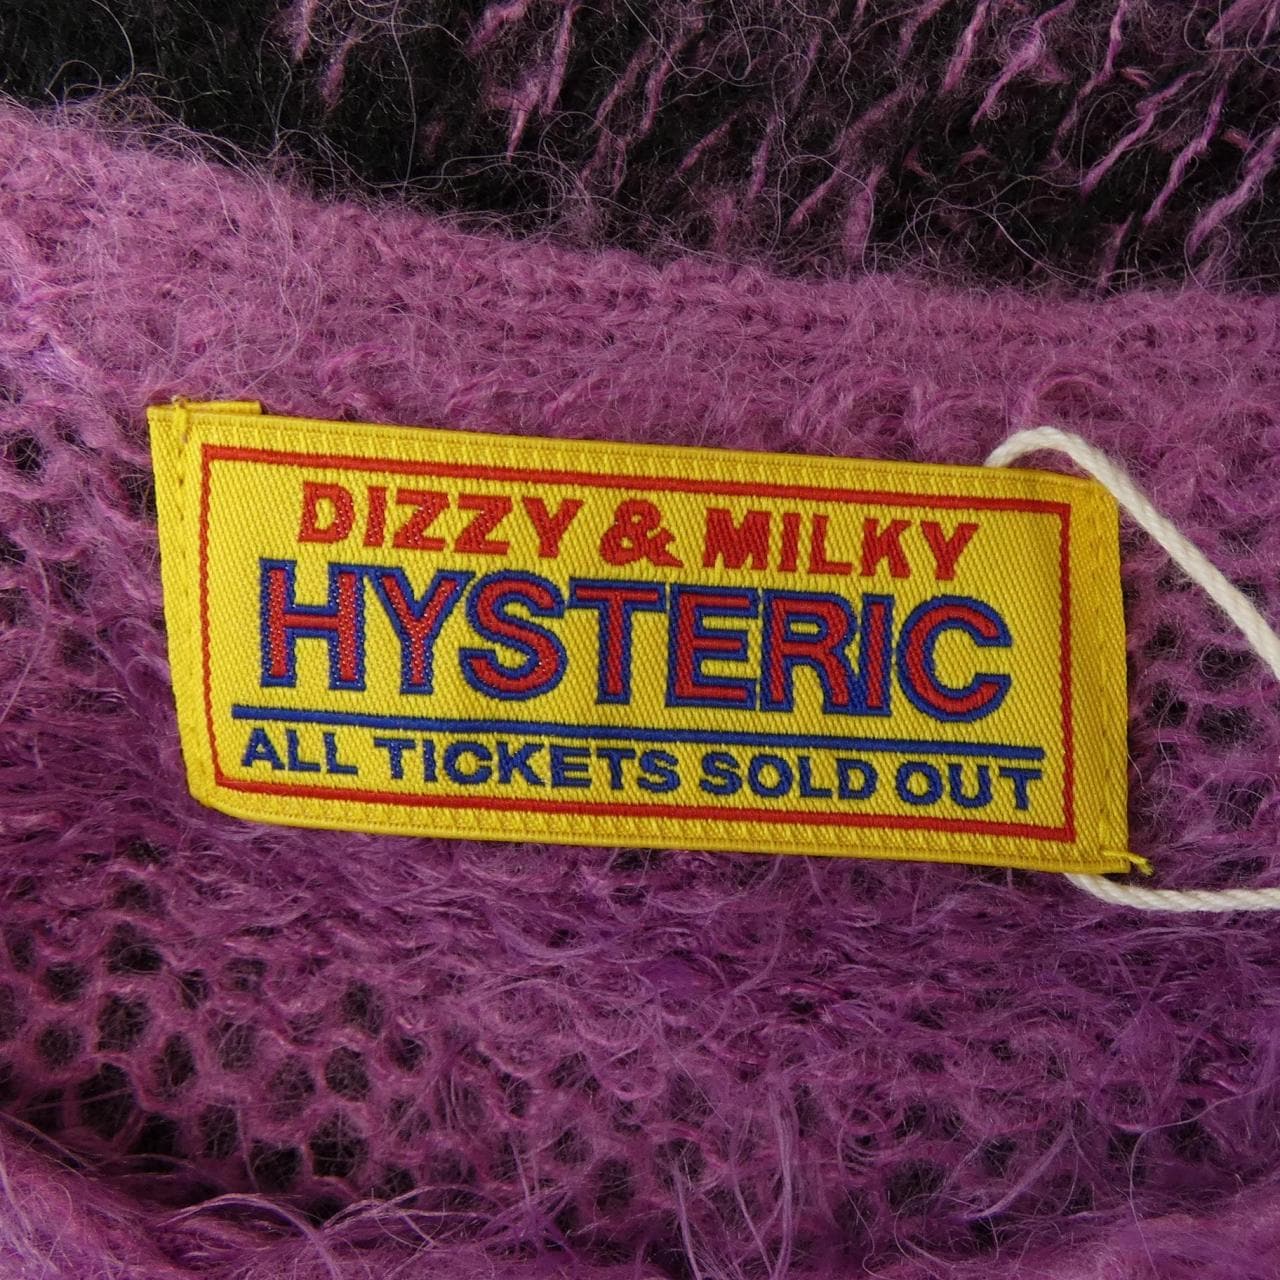 DIZZY & MILKY
HYSTERIC
ALL TICKETS SOLD OUT